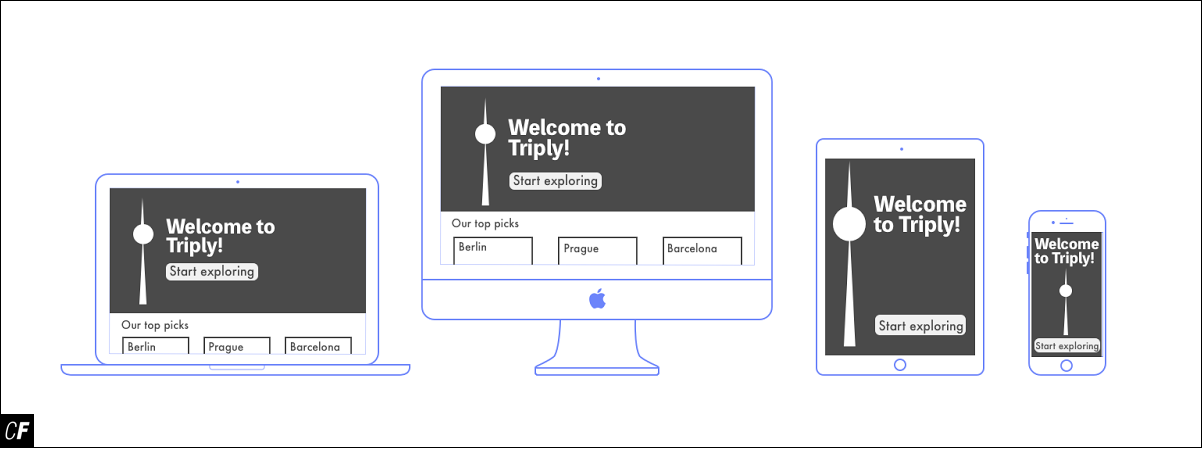 Welcome to
Triply!
Start exploring
Our top picks
Berlin
Prague
Barcelona
Welcome to
Triply!
Start exploring
Our top picks
Berlin
Prague
Barcelona
Welcome
to Triply!
Start exploring
Welcome
to Triply!
Start exploring
CF